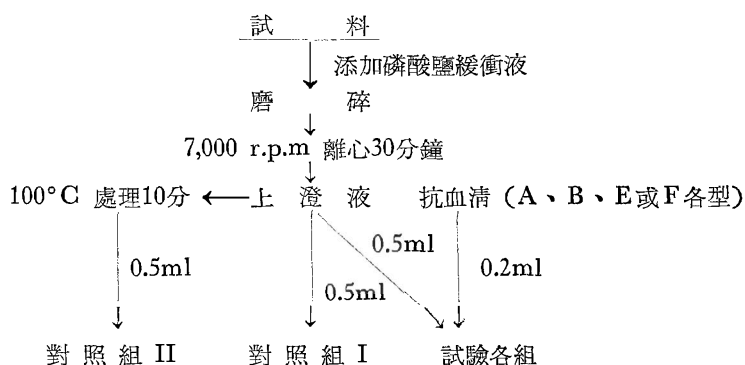 試 料
添加磷酸鹽緩衝液
磨 碎
7,000 r.p.m 離心30分鐘
100°C 處理10分 上 澄 液 抗血清（A、B、E或F各型）
0.5ml 0.5ml 0.5ml 0.2ml
對 照 組 II 對 照 組 I 試驗各組